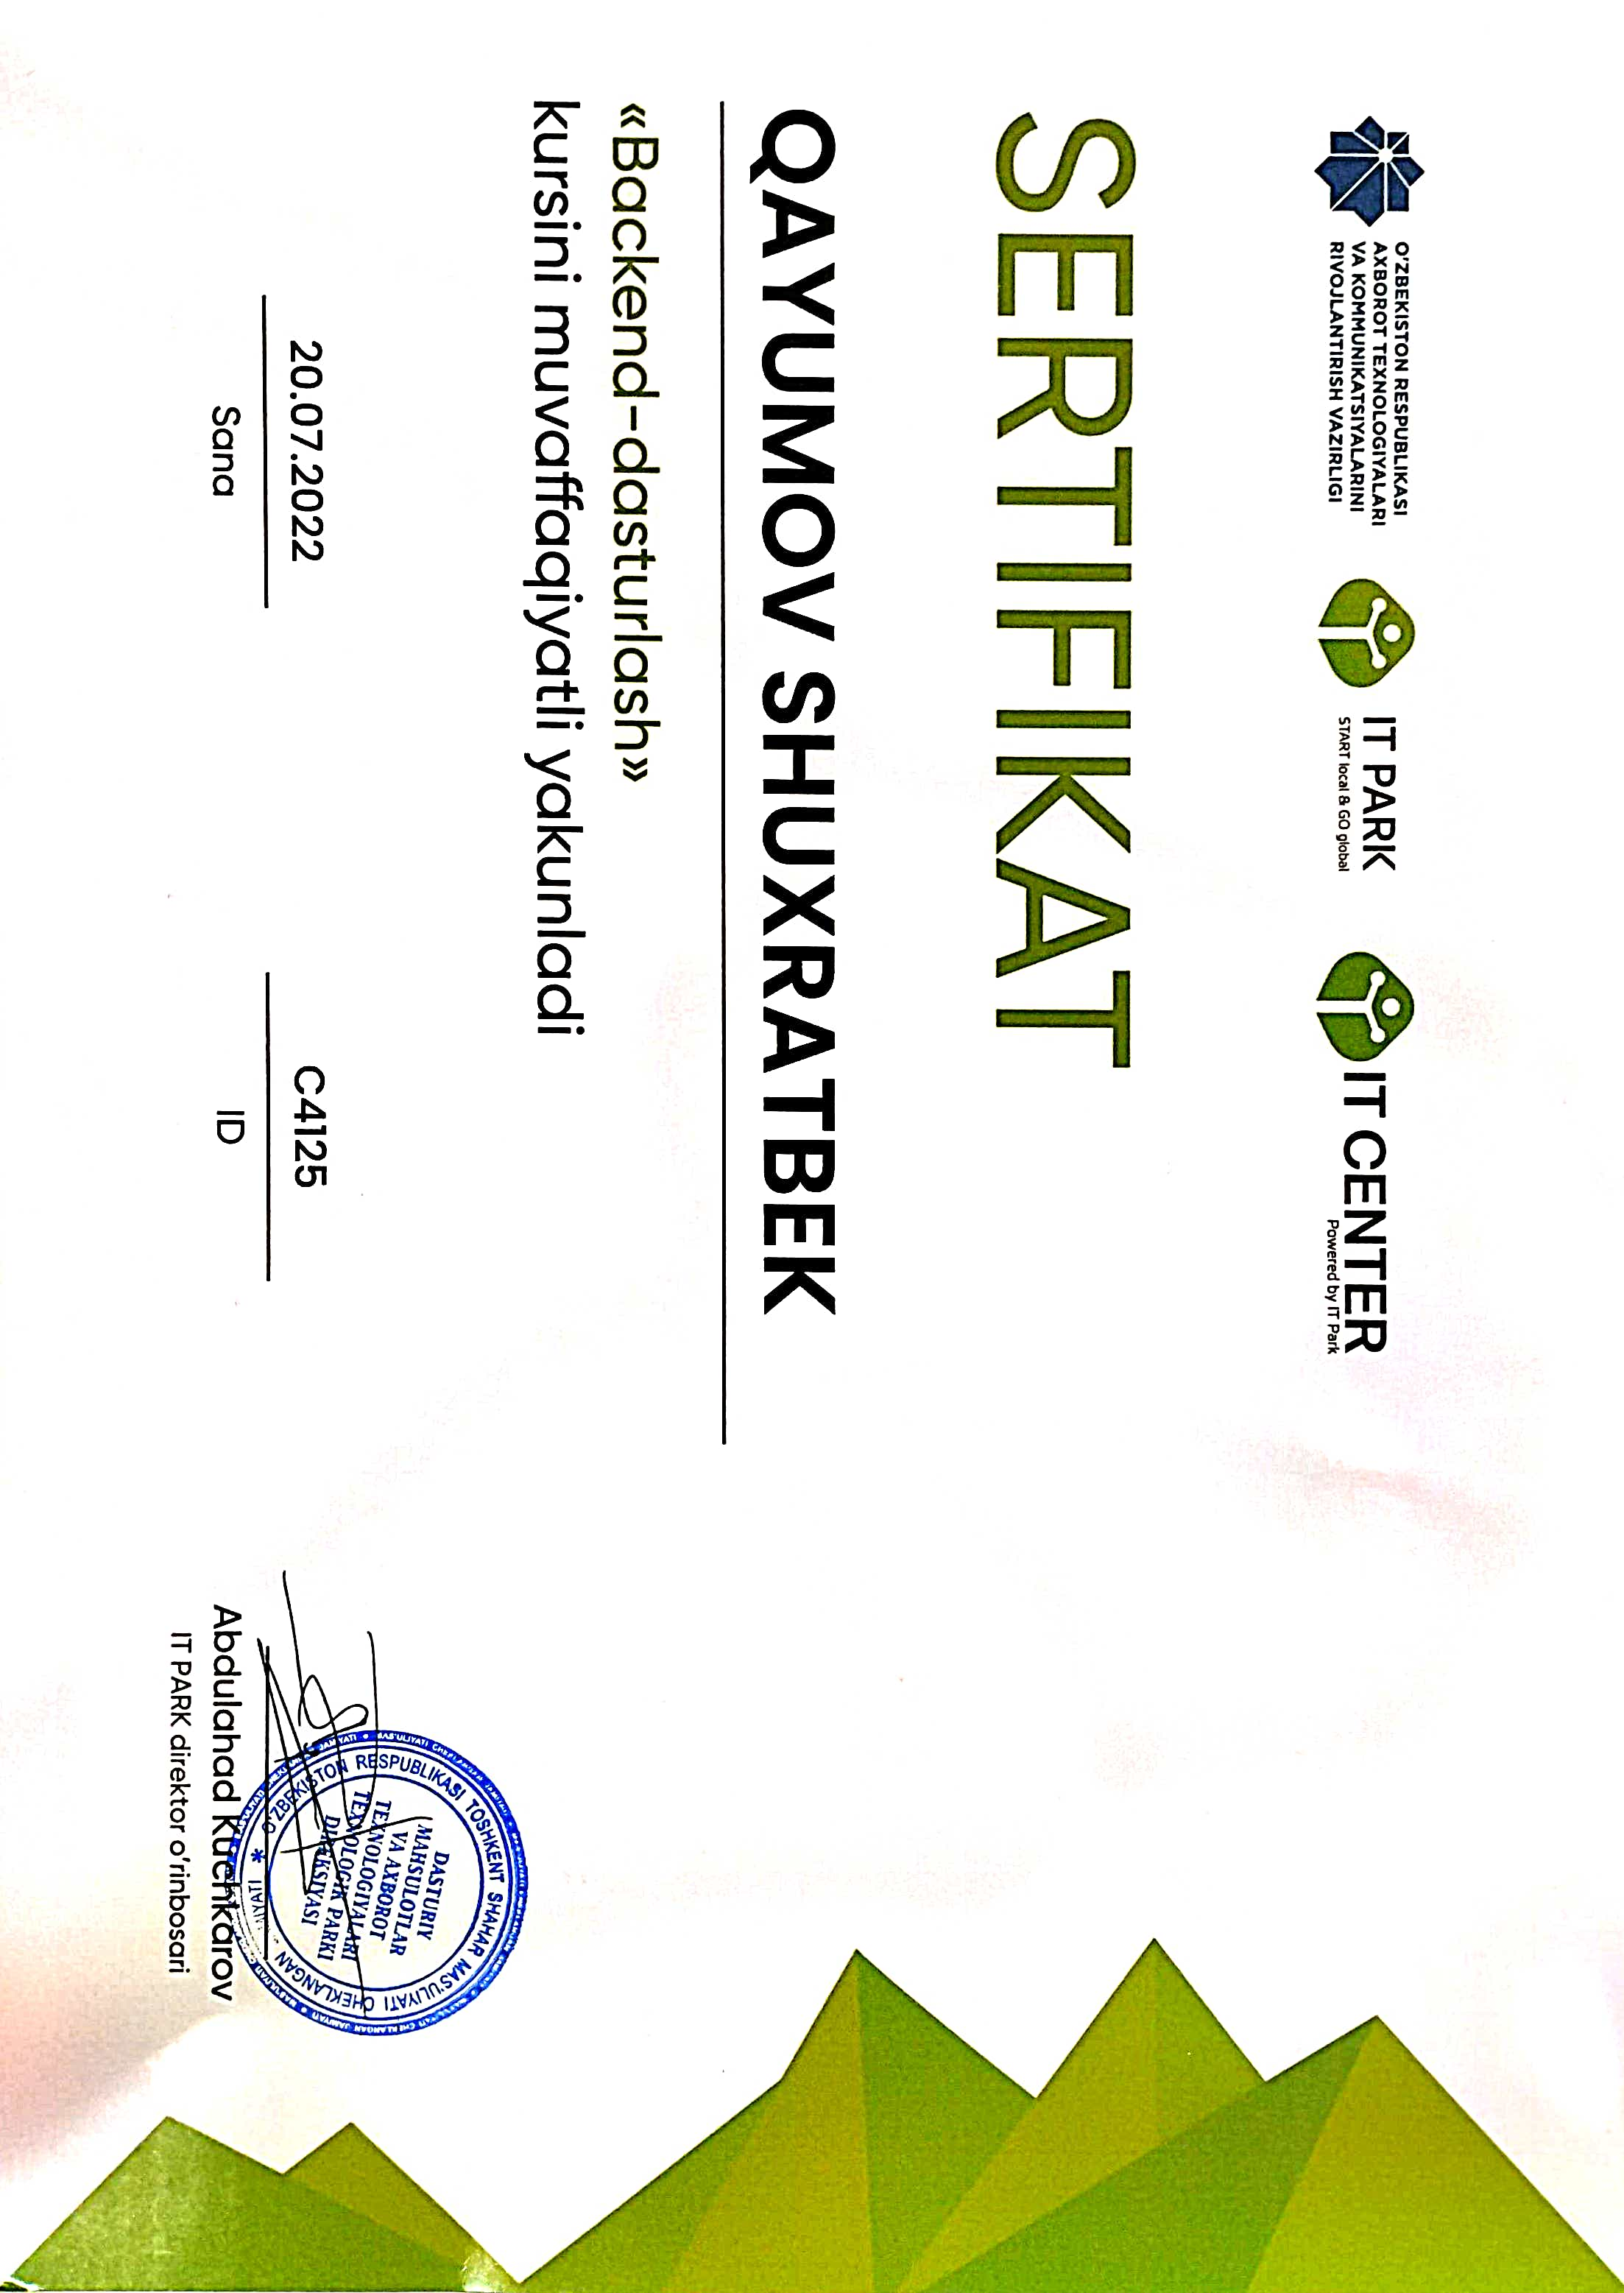 O'ZBEKISTON RESPUBLIKASI
AXBOROT TEXNOLOGIYALARI
VA KOMMUNIKATSIYALARINI
RIVOJLANTIRISH VAZIRLIGI
IT PARK
START local & GO global
IT CENTER
Powered by IT Park
SERTIFIKAT
QAYUMOV SHUXRATBEK
«Backend-dasturlash»
kursini muvaffaqiyatli yakunladi
20.07.2022
Sana
C4125
ID
O'ZBEKISTON RESPUBLIKASI TOSHKENT SHAHAR MAS'ULIYATI CHEKLANGAN
DASTURIY
MAHSULOTLAR
VA AXBOROT
TEXNOLOGIYALARI
TEXNOLOGIK PARKI
DIREKSIYASI
Abdulahad Kuchkarov
IT PARK direktor o'rinbosari